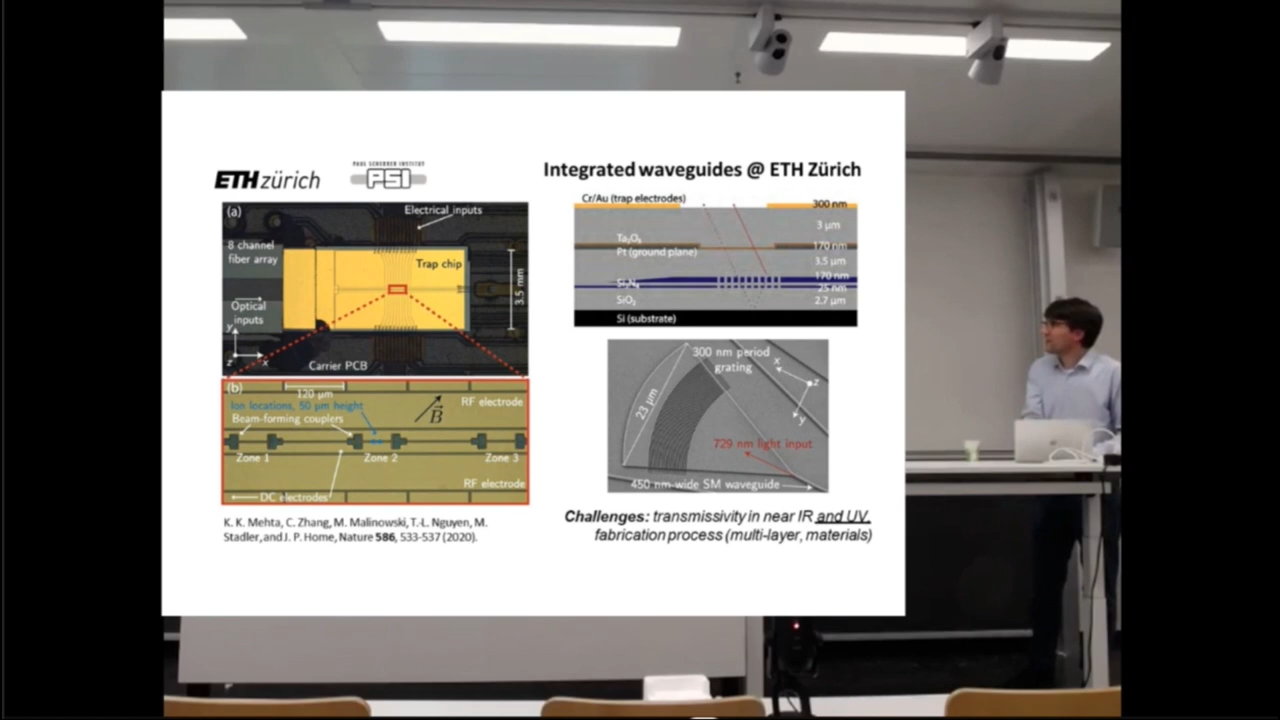 ETH zürich
PAUL SCHERRER INSTITUT
PSI
Integrated waveguides @ ETH Zürich
(a)
Electrical inputs
8 channel
fiber array
Trap chip
3.5 mm
Optical
inputs
y
z
x
Carrier PCB
(b)
120 μm
Ion locations, 50 μm height
Beam-forming couplers
B
RF electrode
Zone 1
Zone 2
Zone 3
RF electrode
DC electrodes
K. K. Mehta, C. Zhang, M. Malinowski, T.-L. Nguyen, M.
Stadler, and J. P. Home, Nature 586, 533-537 (2020).
Cr/Au (trap electrodes)
300 nm
3 μm
Ta₂O₅
170 nm
Pt (ground plane)
3.5 μm
Si₃N₄
170 nm
25 nm
SiO₂
2.7 μm
Si (substrate)
300 nm period
grating
x
z
y
23 μm
729 nm light input
450 nm-wide SM waveguide
Challenges: transmissivity in near IR and UV,
fabrication process (multi-layer, materials)